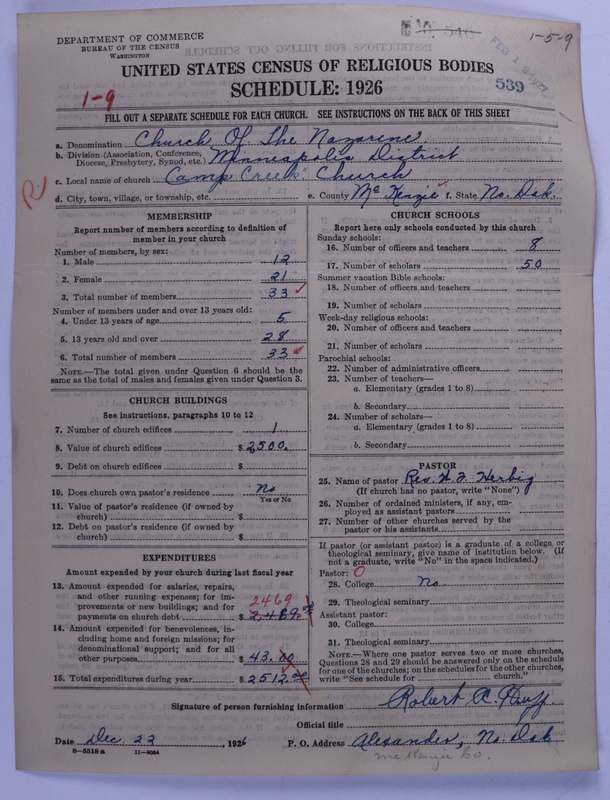 DEPARTMENT OF COMMERCE
BUREAU OF THE CENSUS
WASHINGTON
1-5-9
UNITED STATES CENSUS OF RELIGIOUS BODIES
SCHEDULE: 1926
539
1-9
FILL OUT A SEPARATE SCHEDULE FOR EACH CHURCH. SEE INSTRUCTIONS ON THE BACK OF THIS SHEET
a. Denomination Church Of The Nazarene
b. Division (Association, Conference, Diocese, Presbytery, Synod, etc.) Minneapolis District
c. Local name of church Camp Creek Church
d. City, town, village, or township, etc. e. County McKenzie f. State No. Dak.
MEMBERSHIP
Report number of members according to definition of
member in your church
Number of members, by sex:
1. Male 12
2. Female 21
3. Total number of members 33
Number of members under and over 13 years old:
4. Under 13 years of age 5
5. 13 years old and over 28
6. Total number of members 33
NOTE.—The total given under Question 6 should be
same as the total of males and females given under Question 3.
CHURCH BUILDINGS
See instructions, paragraphs 10 to 12
7. Number of church edifices 1
8. Value of church edifices $2500.
9. Debt on church edifices $
10. Does church own pastor's residence No
Yes or No
11. Value of pastor's residence (if owned by
church) $
12. Debt on pastor's residence (if owned by
church) $
EXPENDITURES
Amount expended by your church during last fiscal year
13. Amount expended for salaries, repairs,
and other running expenses; for im-
provements or new buildings; and for 2469
payments on church debt $2,469.
14. Amount expended for benevolences, in-
cluding home and foreign missions; for
denominational support; and for all
other purposes $43.00
15. Total expenditures during year $2512.
CHURCH SCHOOLS
Report here only schools conducted by this church
Sunday schools:
16. Number of officers and teachers 8
17. Number of scholars 50
Summer vacation Bible schools:
18. Number of officers and teachers
19. Number of scholars
Week-day religious schools:
20. Number of officers and teachers
21. Number of scholars
Parochial schools:
22. Number of administrative officers
23. Number of teachers—
a. Elementary (grades 1 to 8)
b. Secondary
24. Number of scholars—
a. Elementary (grades 1 to 8)
b. Secondary
PASTOR
25. Name of pastor Rev. H. F. Herbig
(If church has no pastor, write "None")
26. Number of ordained ministers, if any, em-
ployed as assistant pastors
27. Number of other churches served by the
pastor or his assistants
If pastor (or assistant pastor) is a graduate of a college or
theological seminary, give name of institution below. (If
not a graduate, write "No" in the space indicated.)
Pastor: 0
28. College No
29. Theological seminary
Assistant pastor:
30. College
31. Theological seminary
NOTE.—Where one pastor serves two or more churches,
Questions 28 and 29 should be answered only on the schedule
for one of the churches; on the schedules for the other churches
write "See schedule for church."
Signature of person furnishing information Robert A. Huff
Official title
Date Dec 22, 1926 P. O. Address Alexander, No. Dak
8-5518 a 11-9064
McKenzie Co.